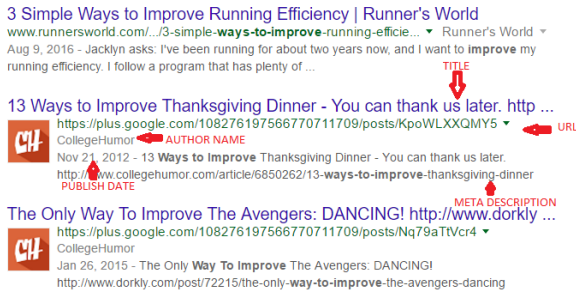 3 Simple Ways to Improve Running Efficiency | Runner's World
www.runnersworld.com/.../3-simple-ways-to-improve-running-efficie... Runner's World
Aug 9, 2016 - Jacklyn asks: I've been running for about two years now, and I want to improve my
running efficiency. I follow a program that has plenty of ...
TITLE
13 Ways to Improve Thanksgiving Dinner - You can thank us later. http ...
CH
https://plus.google.com/108276197566770711709/posts/KpoWLXXQMY5
URL
CollegeHumor
AUTHOR NAME
Nov 21, 2012 - 13 Ways to Improve Thanksgiving Dinner - You can thank us later.
http://www.collegehumor.com/article/6850262/13-ways-to-improve-thanksgiving-dinner
PUBLISH DATE
META DESCRIPTION
The Only Way To Improve The Avengers: DANCING! http://www.dorkly ...
CH
https://plus.google.com/108276197566770711709/posts/Nq79aTtVcr4
CollegeHumor
Jan 26, 2015 - The Only Way To Improve The Avengers: DANCING!
http://www.dorkly.com/post/72215/the-only-way-to-improve-the-avengers-dancing